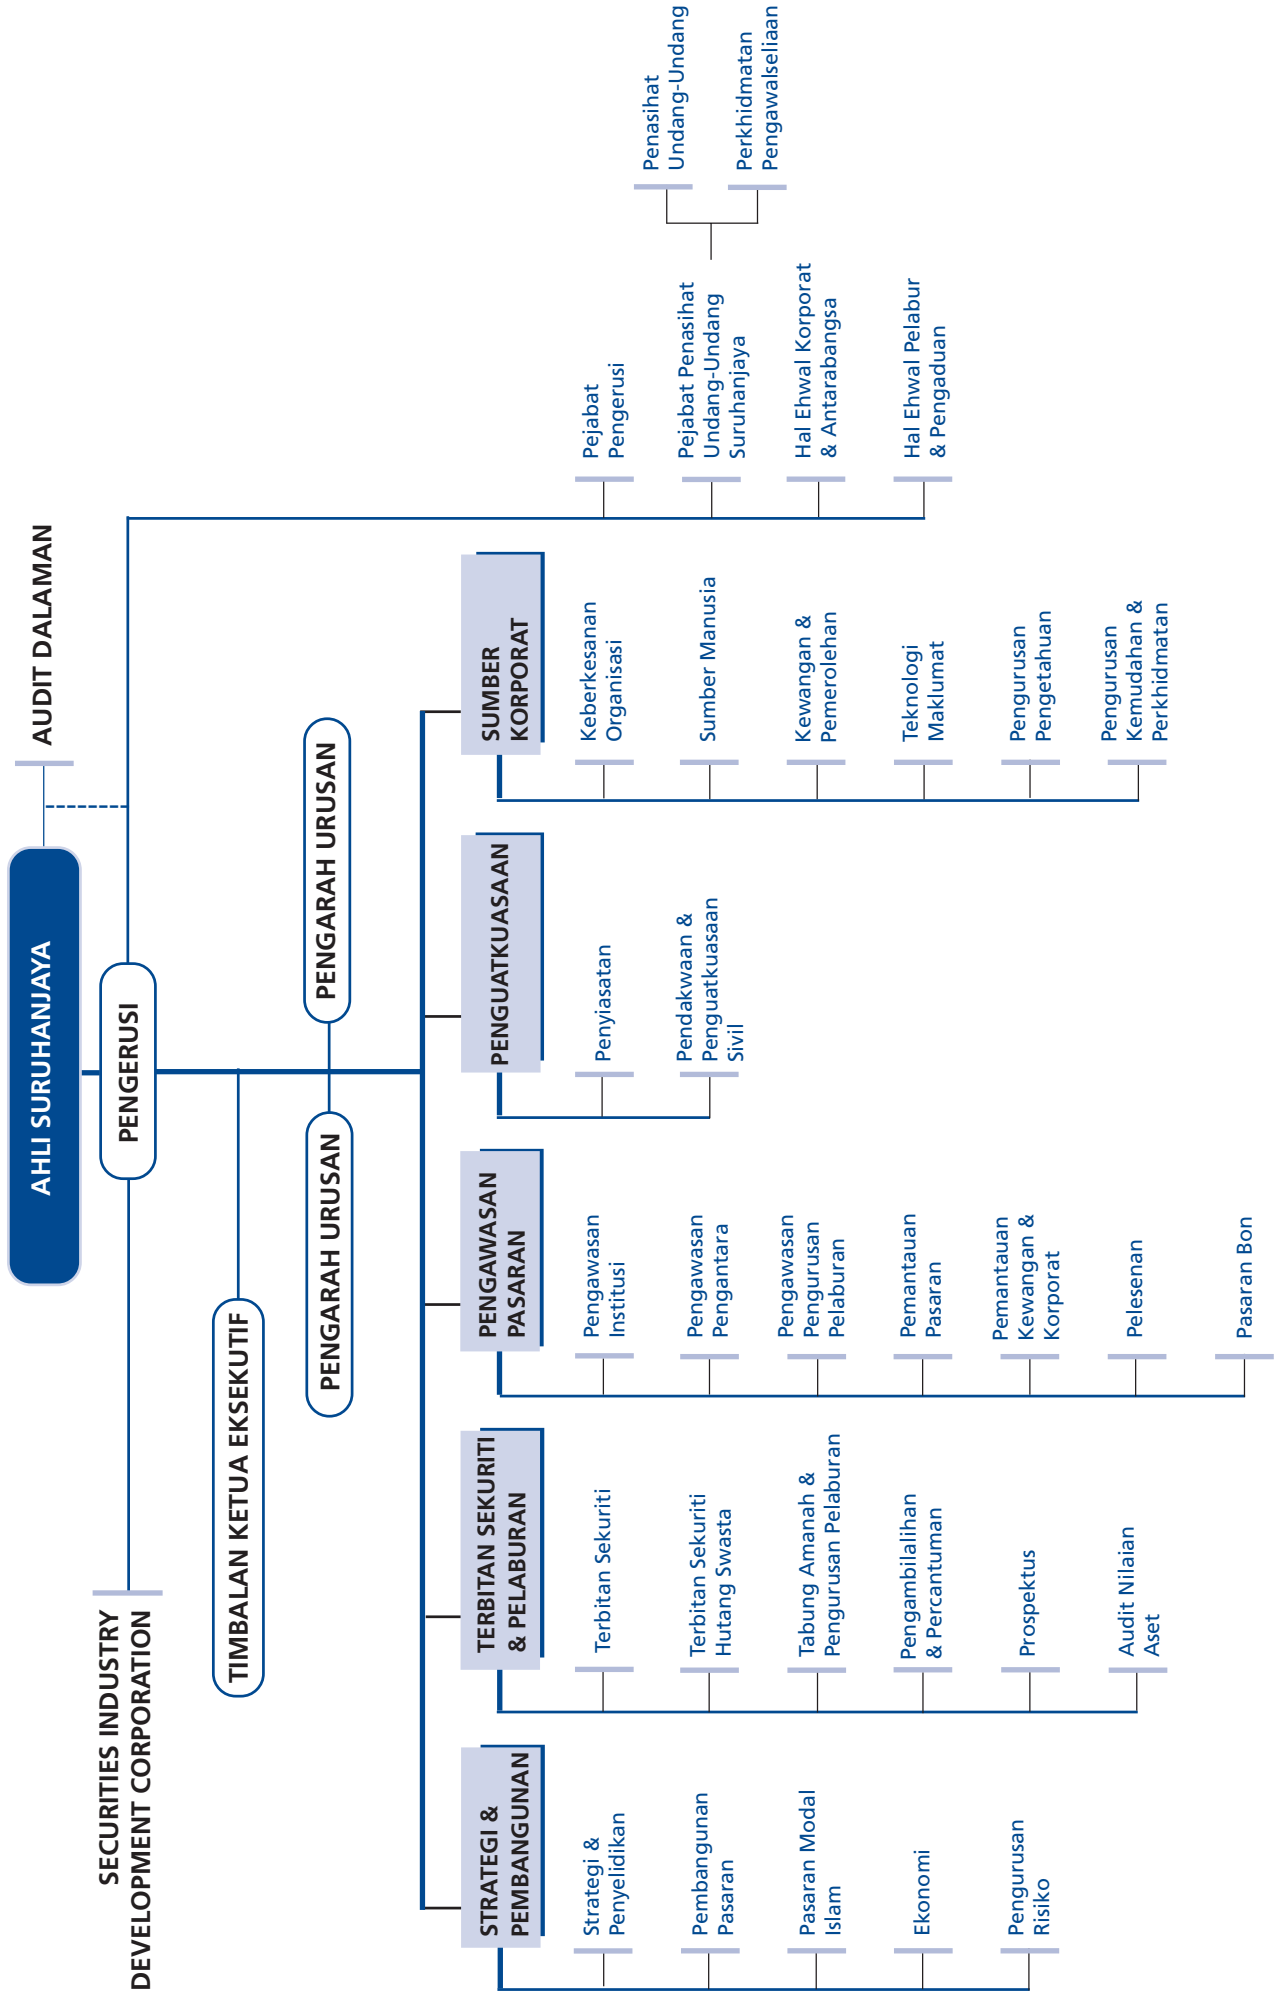 AHLI SURUHANJAYA
AUDIT DALAMAN
PENGERUSI
SECURITIES INDUSTRY
DEVELOPMENT CORPORATION
TIMBALAN KETUA EKSEKUTIF
PENGARAH URUSAN
PENGARAH URUSAN
STRATEGI &
PEMBANGUNAN
Strategi &
Penyelidikan
Pembangunan
Pasaran
Pasaran Modal
Islam
Ekonomi
Pengurusan
Risiko
TERBITAN SEKURITI
& PELABURAN
Terbitan Sekuriti
Terbitan Sekuriti
Hutang Swasta
Tabung Amanah &
Pengurusan Pelaburan
Pengambilalihan
& Percantuman
Prospektus
Audit Nilaian
Aset
PENGAWASAN
PASARAN
Pengawasan
Institusi
Pengawasan
Pengantara
Pengawasan
Pengurusan
Pelaburan
Pemantauan
Pasaran
Pemantauan
Kewangan &
Korporat
Pelesenan
Pasaran Bon
PENGUATKUASAAN
Penyiasatan
Pendakwaan &
Penguatkuasaan
Sivil
SUMBER
KORPORAT
Keberkesanan
Organisasi
Sumber Manusia
Kewangan &
Pemerolehan
Teknologi
Maklumat
Pengurusan
Pengetahuan
Pengurusan
Kemudahan &
Perkhidmatan
Pejabat
Pengerusi
Pejabat Penasihat
Undang-Undang
Suruhanjaya
Hal Ehwal Korporat
& Antarabangsa
Hal Ehwal Pelabur
& Pengaduan
Penasihat
Undang-Undang
Perkhidmatan
Pengawalseliaan